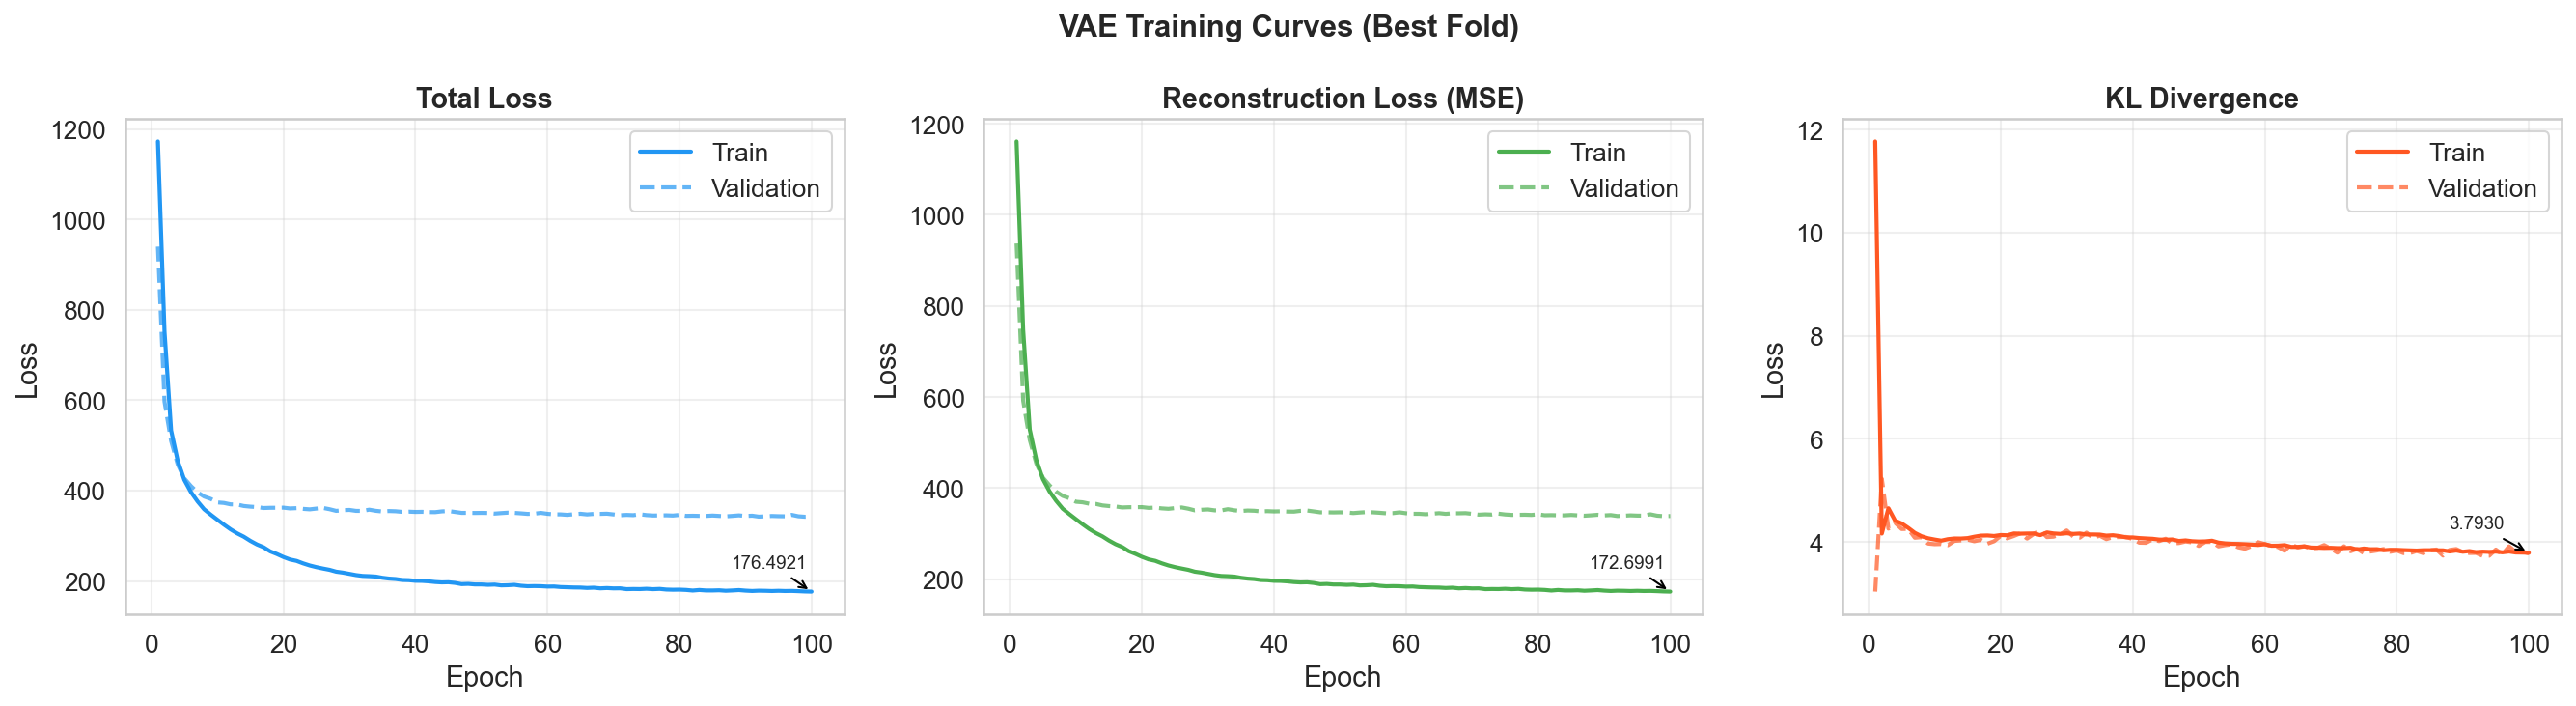 VAE Training Curves (Best Fold)
Total Loss
1200
1000
800
600
400
200
0
20
40
60
80
100
Loss
Epoch
Train
Validation
176.4921
Reconstruction Loss (MSE)
1200
1000
800
600
400
200
0
20
40
60
80
100
Loss
Epoch
Train
Validation
172.6991
KL Divergence
12
10
8
6
4
0
20
40
60
80
100
Loss
Epoch
Train
Validation
3.7930